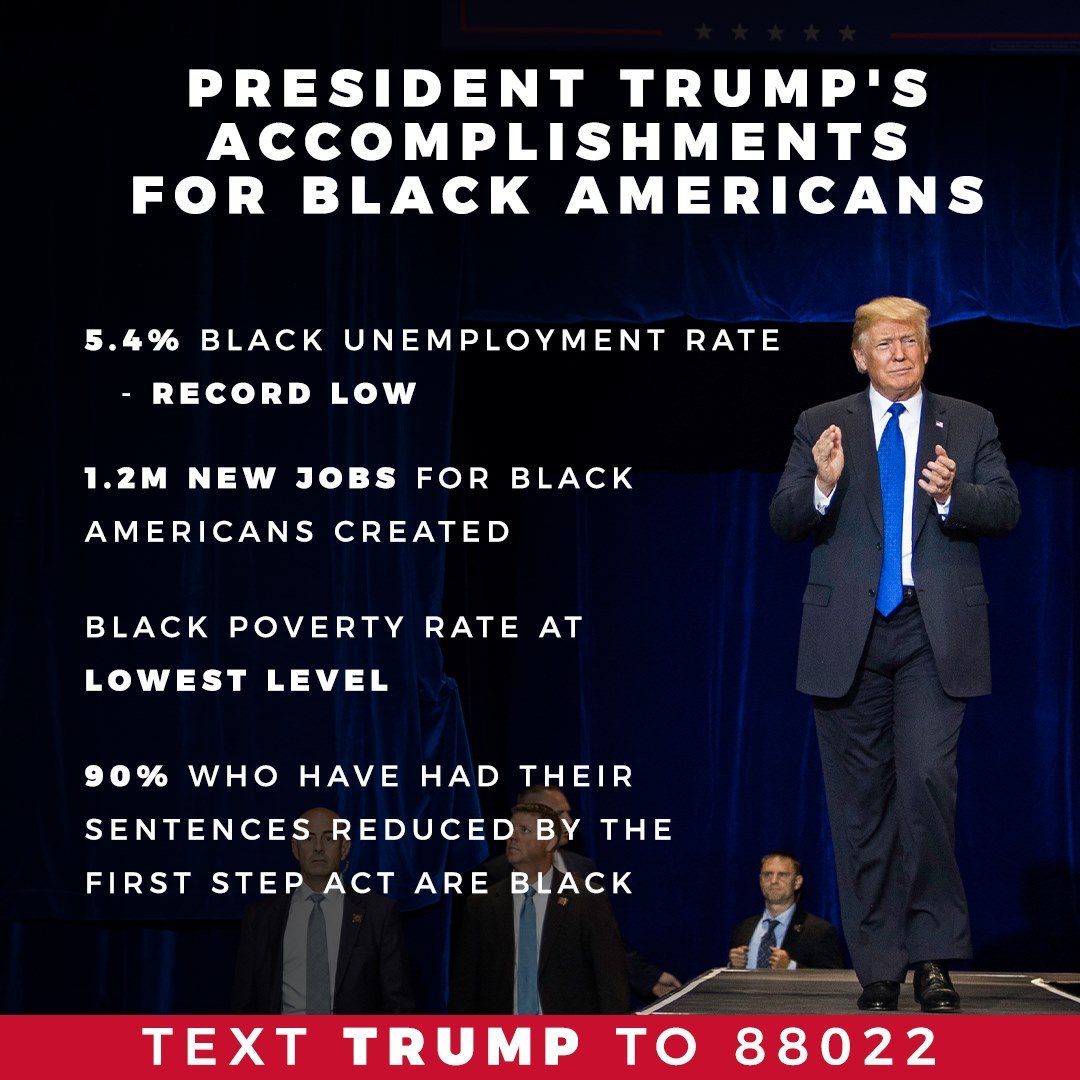 PRESIDENT TRUMP'S
ACCOMPLISHMENTS
FOR BLACK AMERICANS
5.4% BLACK UNEMPLOYMENT RATE
- RECORD LOW
1.2M NEW JOBS FOR BLACK
AMERICANS CREATED
BLACK POVERTY RATE AT
LOWEST LEVEL
90% WHO HAVE HAD THEIR
SENTENCES REDUCED BY THE
FIRST STEP ACT ARE BLACK
TEXT TRUMP TO 88022